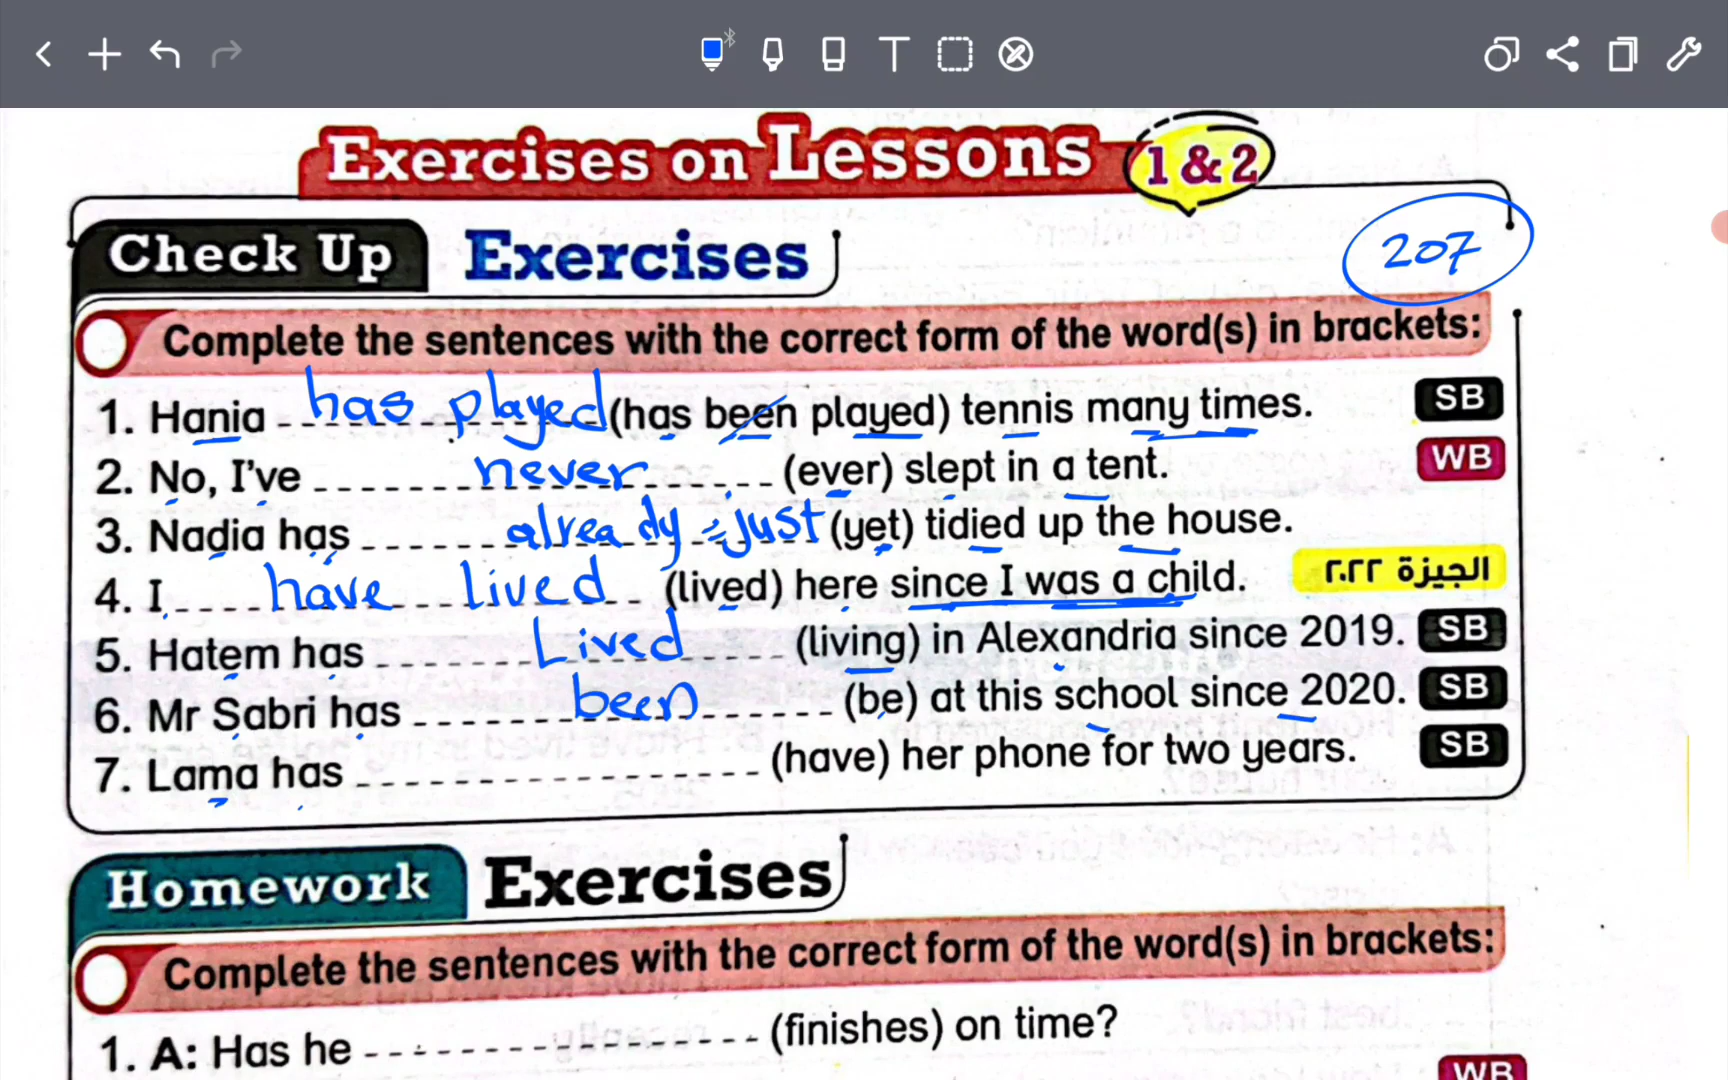 Exercises on Lessons 1 & 2
Check Up Exercises
207
Complete the sentences with the correct form of the word(s) in brackets:
1. Hania has played (has been played) tennis many times. SB
2. No, I've never (ever) slept in a tent. WB
3. Nadia has already = just (yet) tidied up the house.
4. I have lived (lived) here since I was a child. الجيزة ٢٠٢٢
5. Hatem has Lived (living) in Alexandria since 2019. SB
6. Mr Sabri has been (be) at this school since 2020. SB
7. Lama has (have) her phone for two years. SB
Homework Exercises
Complete the sentences with the correct form of the word(s) in brackets:
1. A: Has he (finishes) on time?
WB